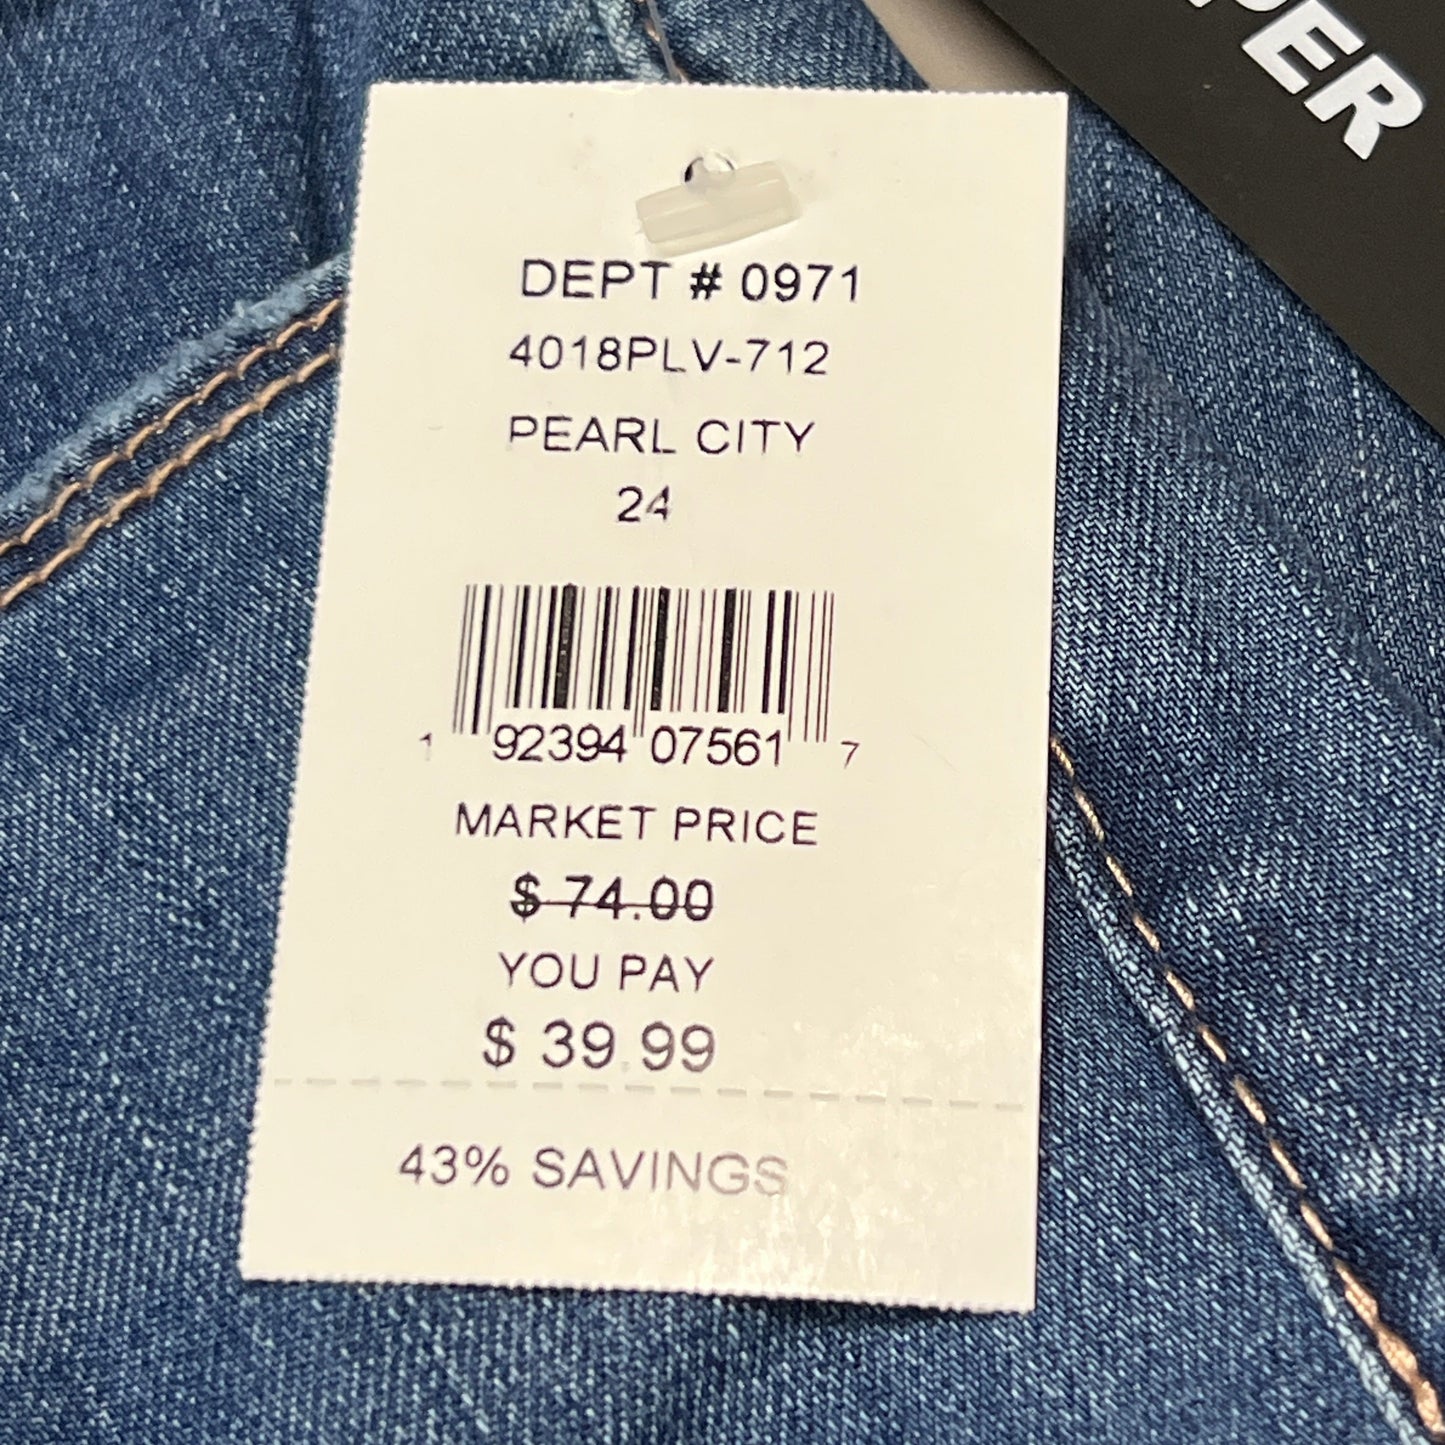 DEPT # 0971
4018PLV-712
PEARL CITY
24
1 92394 07561 7
MARKET PRICE
$ 74.00
YOU PAY
$ 39.99
43% SAVINGS
PER